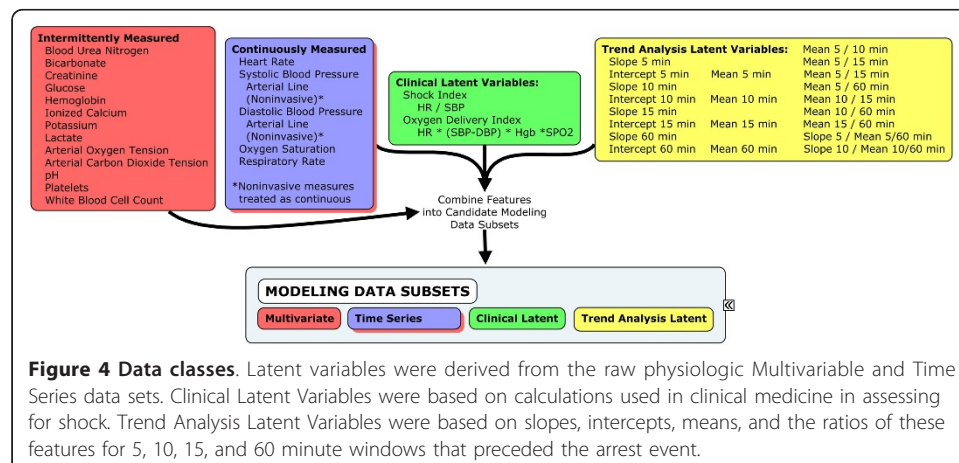 Intermittently Measured
Blood Urea Nitrogen
Bicarbonate
Creatinine
Glucose
Hemoglobin
Ionized Calcium
Potassium
Lactate
Arterial Oxygen Tension
Arterial Carbon Dioxide Tension
pH
Platelets
White Blood Cell Count
Continuously Measured
Heart Rate
Systolic Blood Pressure
Arterial Line
(Noninvasive)*
Diastolic Blood Pressure
Arterial Line
(Noninvasive)*
Oxygen Saturation
Respiratory Rate
*Noninvasive measures
treated as continuous
Clinical Latent Variables:
Shock Index
HR / SBP
Oxygen Delivery Index
HR * (SBP-DBP) * Hgb *SPO2
Trend Analysis Latent Variables: Mean 5 / 10 min
Slope 5 min Mean 5 / 15 min
Intercept 5 min Mean 5 min Mean 5 / 15 min
Slope 10 min Mean 5 / 60 min
Intercept 10 min Mean 10 min Mean 10 / 15 min
Slope 15 min Mean 10 / 60 min
Intercept 15 min Mean 15 min Mean 15 / 60 min
Slope 60 min Slope 5 / Mean 5/60 min
Intercept 60 min Mean 60 min Slope 10 / Mean 10/60 min
Combine Features
into Candidate Modeling
Data Subsets
MODELING DATA SUBSETS
Multivariate Time Series Clinical Latent Trend Analysis Latent
Figure 4 Data classes. Latent variables were derived from the raw physiologic Multivariable and Time
Series data sets. Clinical Latent Variables were based on calculations used in clinical medicine in assessing
for shock. Trend Analysis Latent Variables were based on slopes, intercepts, means, and the ratios of these
features for 5, 10, 15, and 60 minute windows that preceded the arrest event.